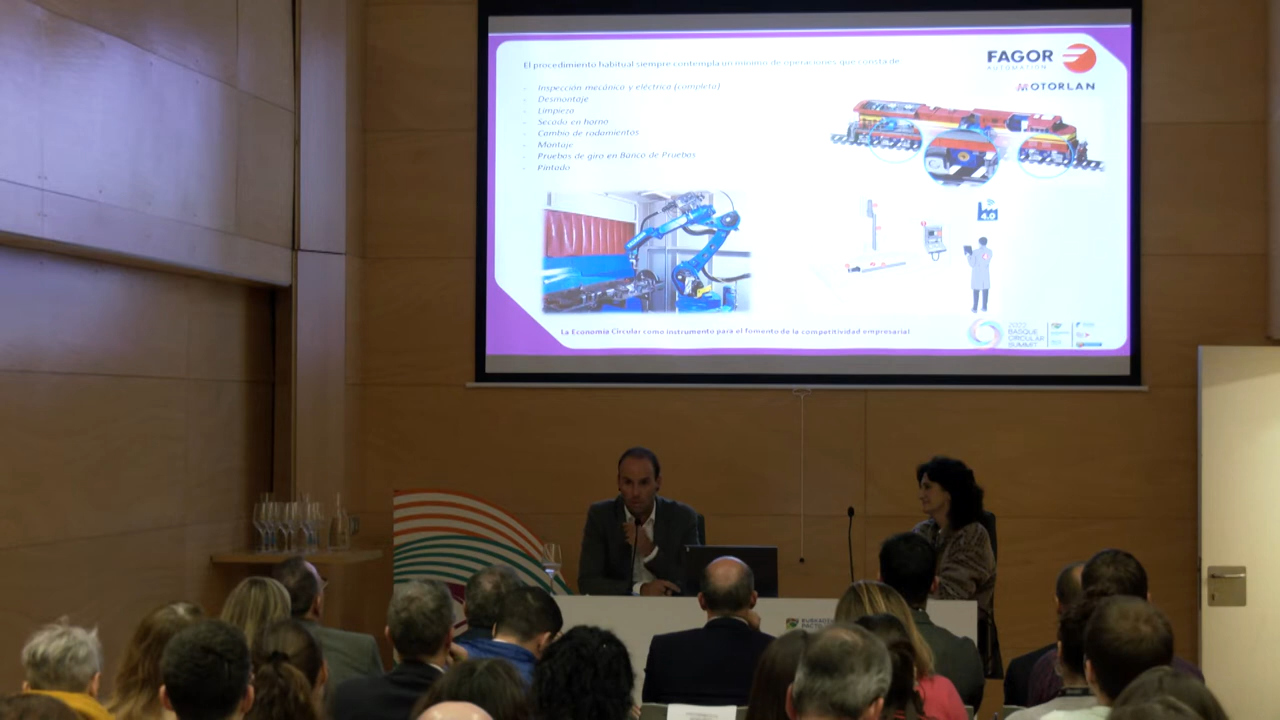 El procedimiento habitual siempre contempla un mínimo de operaciones que consta de:
FAGOR
AUTOMATION
MOTORLAN
- Inspección mecánica y eléctrica (completa)
- Desmontaje
- Limpieza
- Secado en horno
- Cambio de rodamientos
- Montaje
- Pruebas de giro en Banco de Pruebas
- Pintado
4.0
La Economía Circular como instrumento para el fomento de la competitividad empresarial
BASQUE
CIRCULAR
SUMMIT